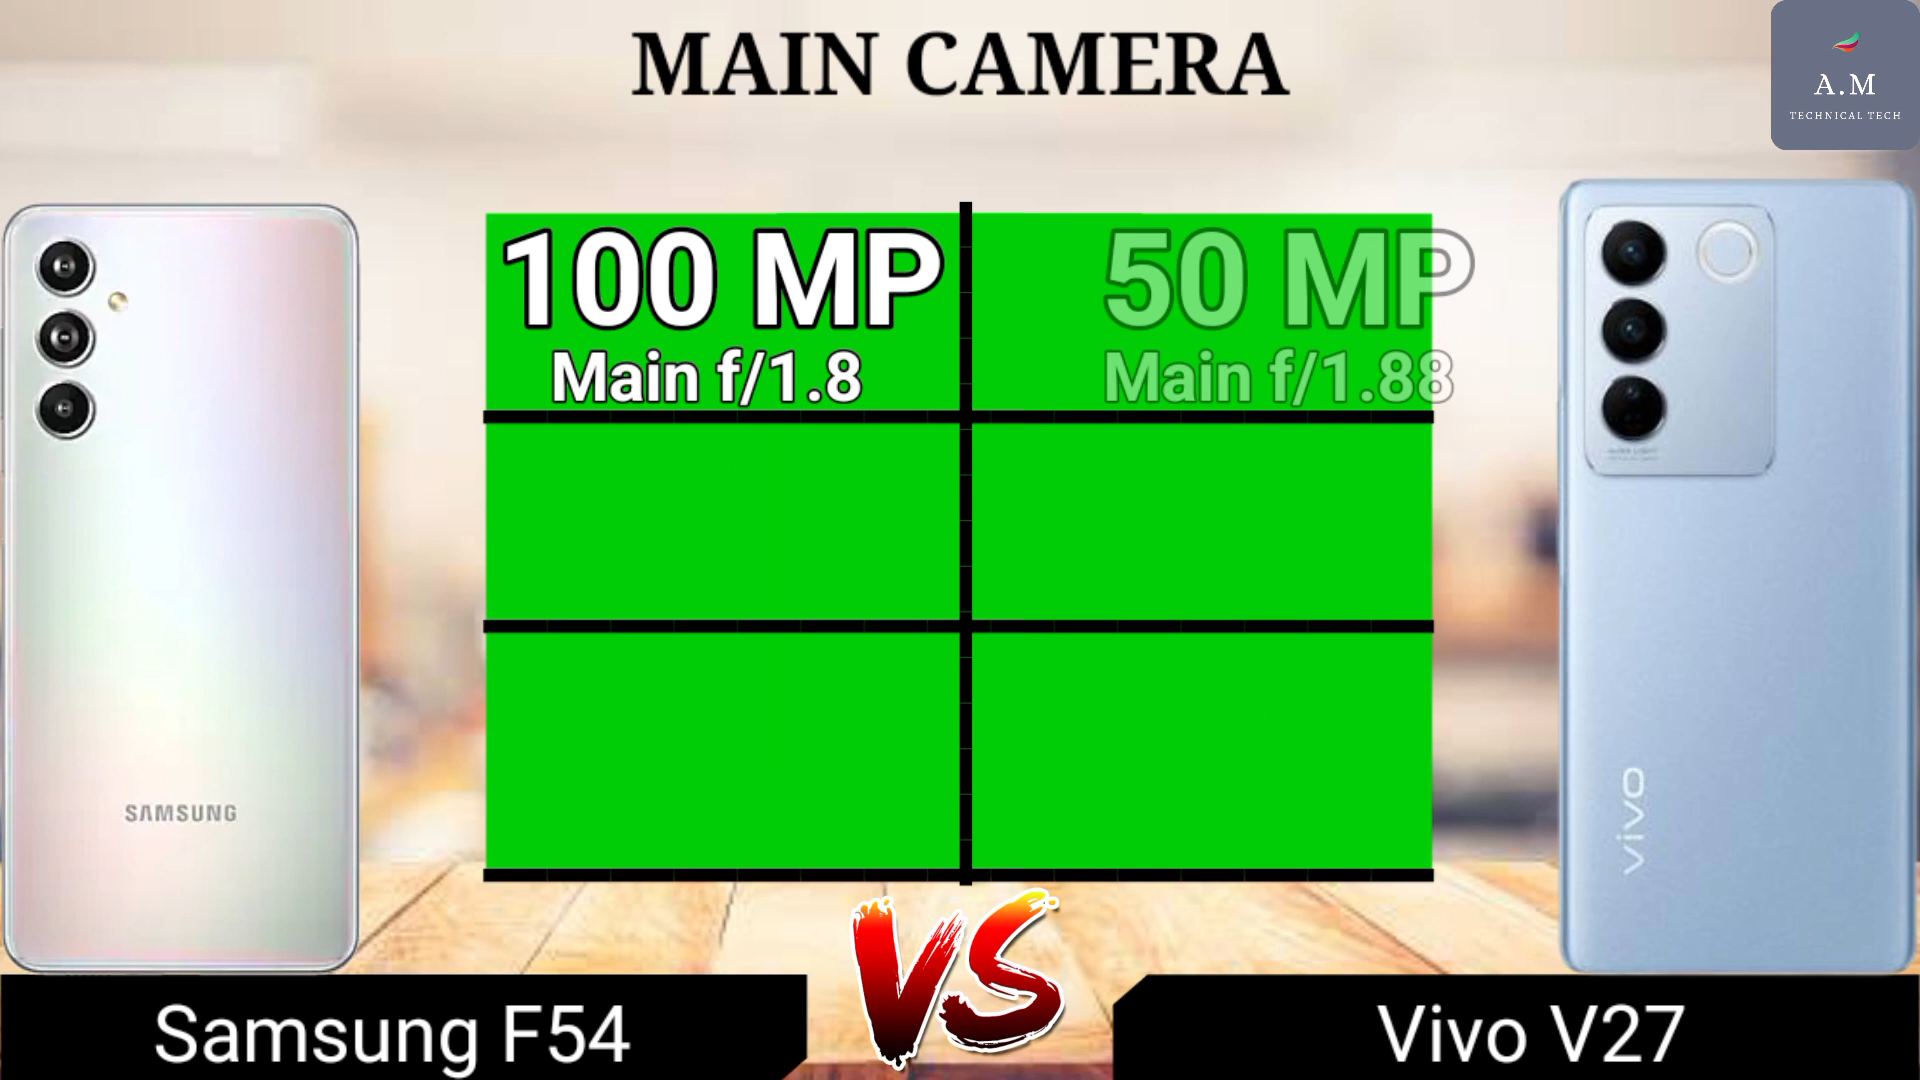 MAIN CAMERA
A.M
TECHNICAL TECH
100 MP
Main f/1.8
50 MP
Main f/1.88
SAMSUNG
vivo
VS
Samsung F54
Vivo V27